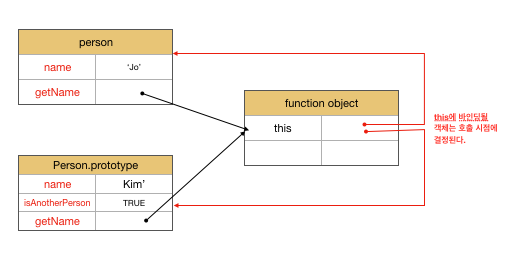 person
name 'Jo'
getName
function object
this
this에 바인딩될
객체는 호출 시점에
결정된다.
Person.prototype
name Kim'
isAnotherPerson TRUE
getName